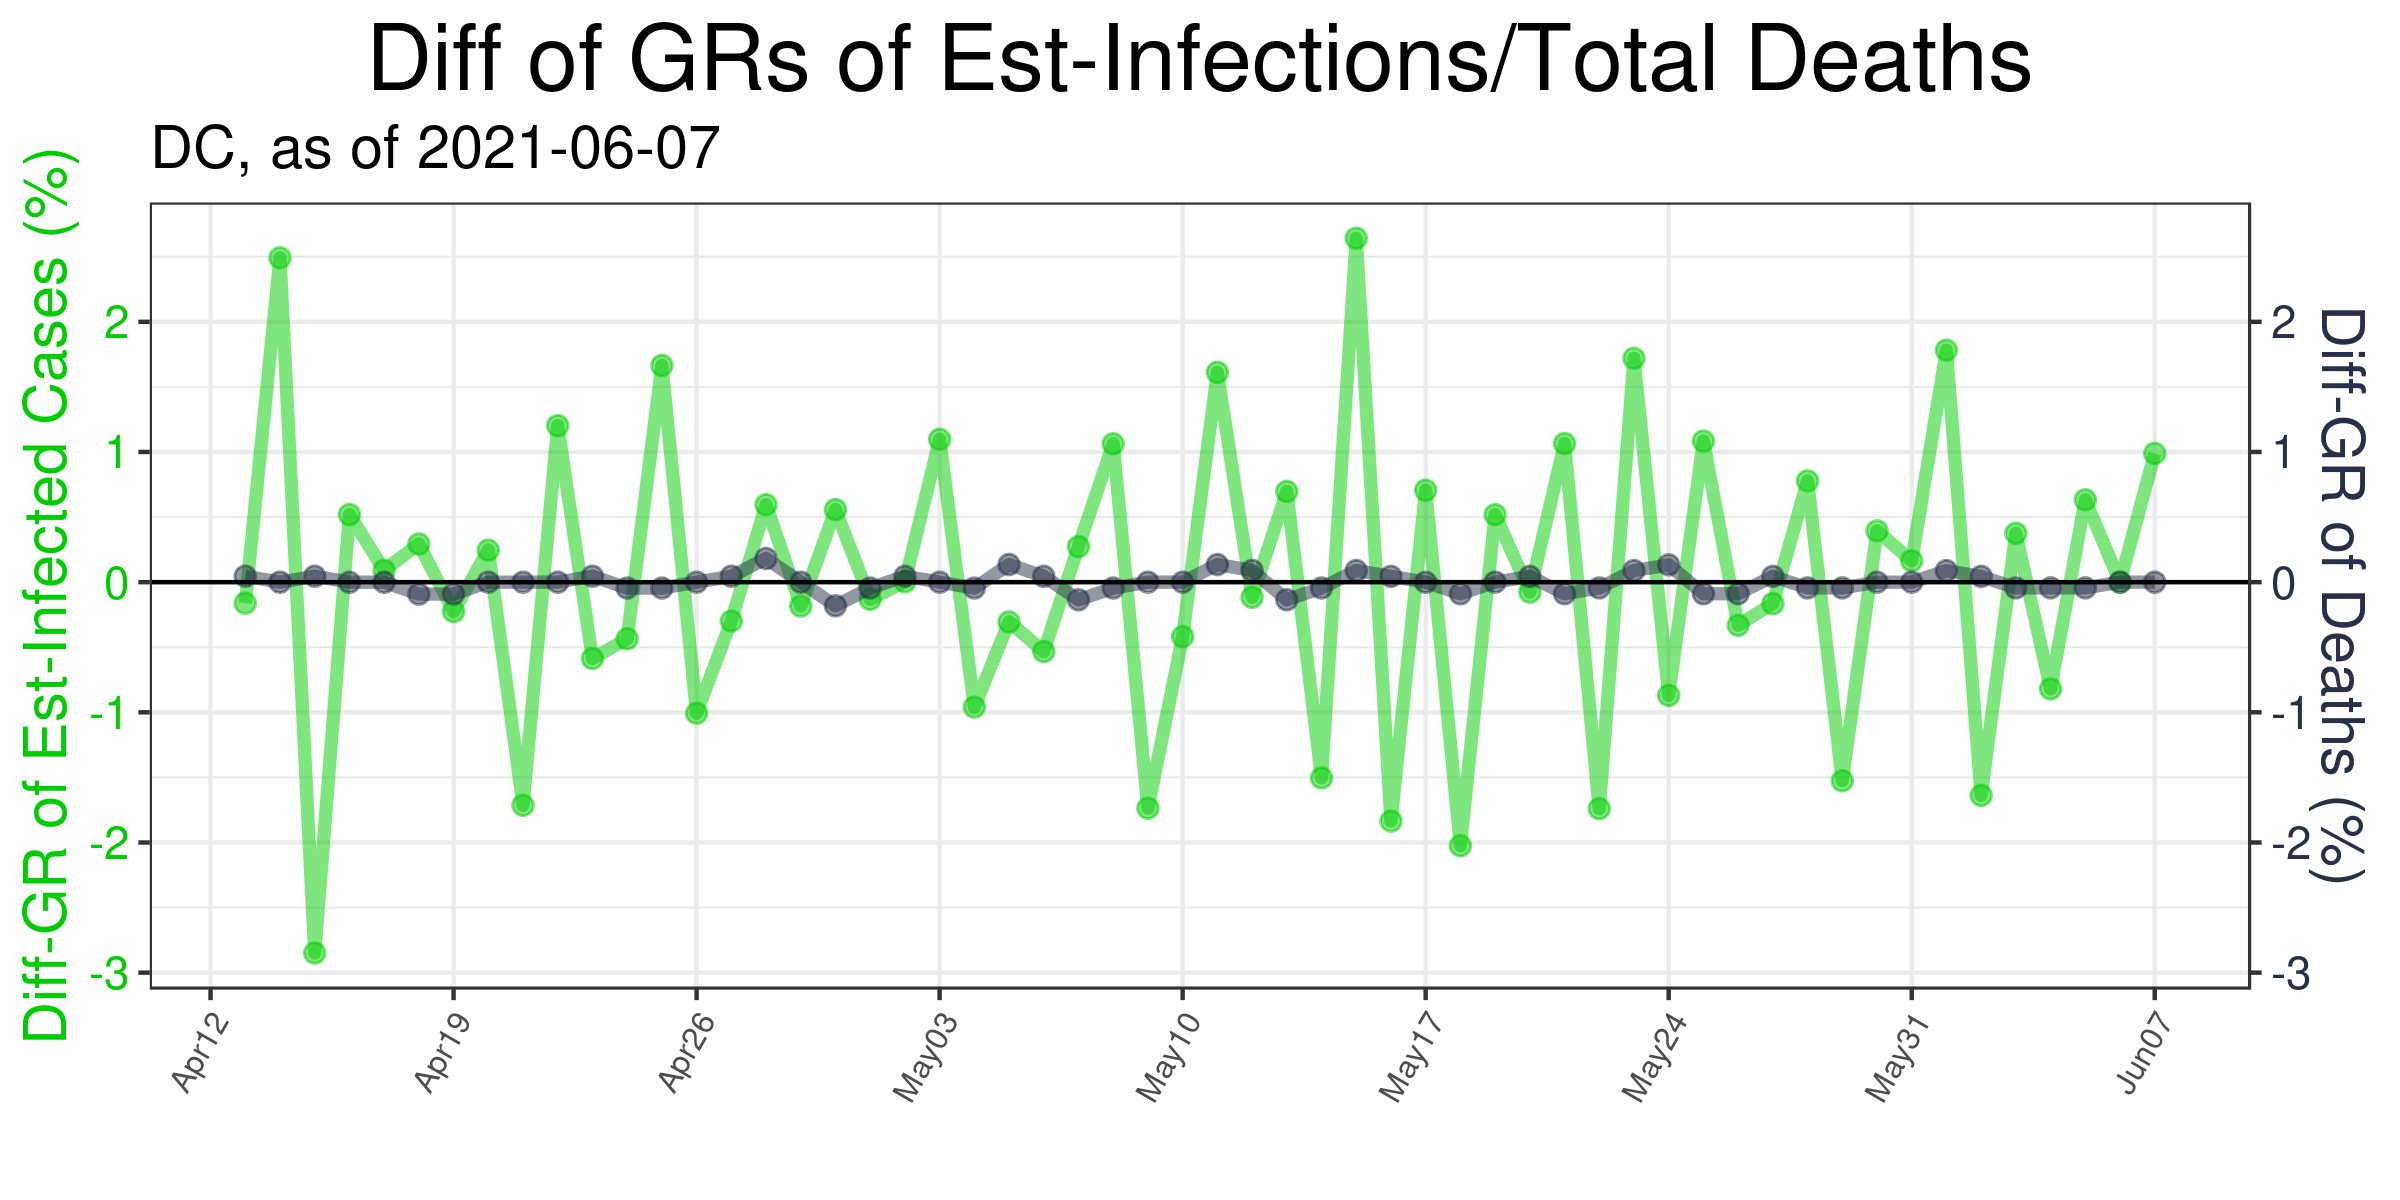 Diff of GRs of Est-Infections/Total Deaths
DC, as of 2021-06-07
Diff-GR of Est-Infected Cases (%)
2
1
0
-1
-2
-3
2
1
0
-1
-2
-3
Diff-GR of Deaths (%)
Apr12
Apr19
Apr26
May03
May10
May17
May24
May31
Jun07